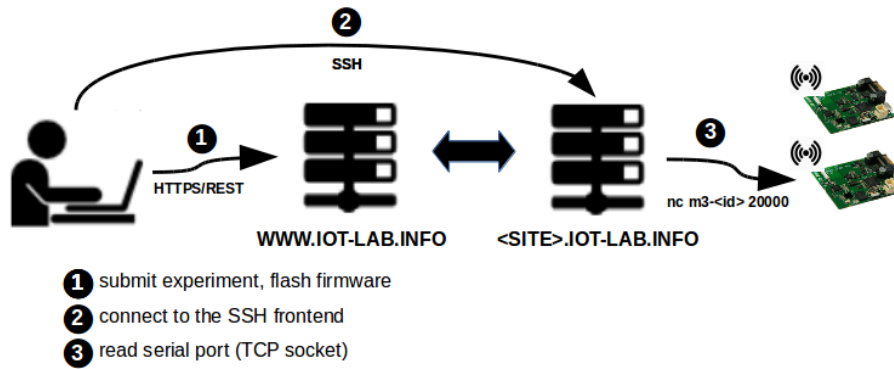 2
SSH
1
3
HTTPS/REST
nc m3-<id> 20000
WWW.IOT-LAB.INFO
<SITE>.IOT-LAB.INFO
1 submit experiment, flash firmware
2 connect to the SSH frontend
3 read serial port (TCP socket)